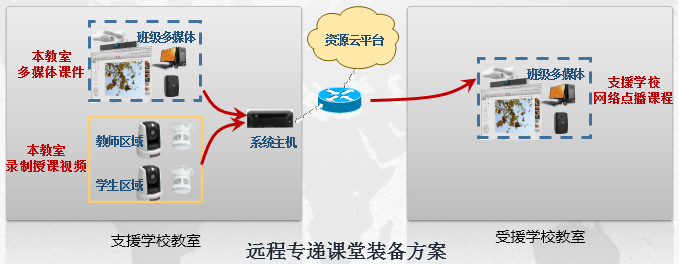 班级多媒体
本教室
多媒体课件
教师区域
本教室
录制授课视频
学生区域
系统主机
资源云平台
班级多媒体
支援学校
网络点播课程
支援学校教室
受援学校教室
远程专递课堂装备方案